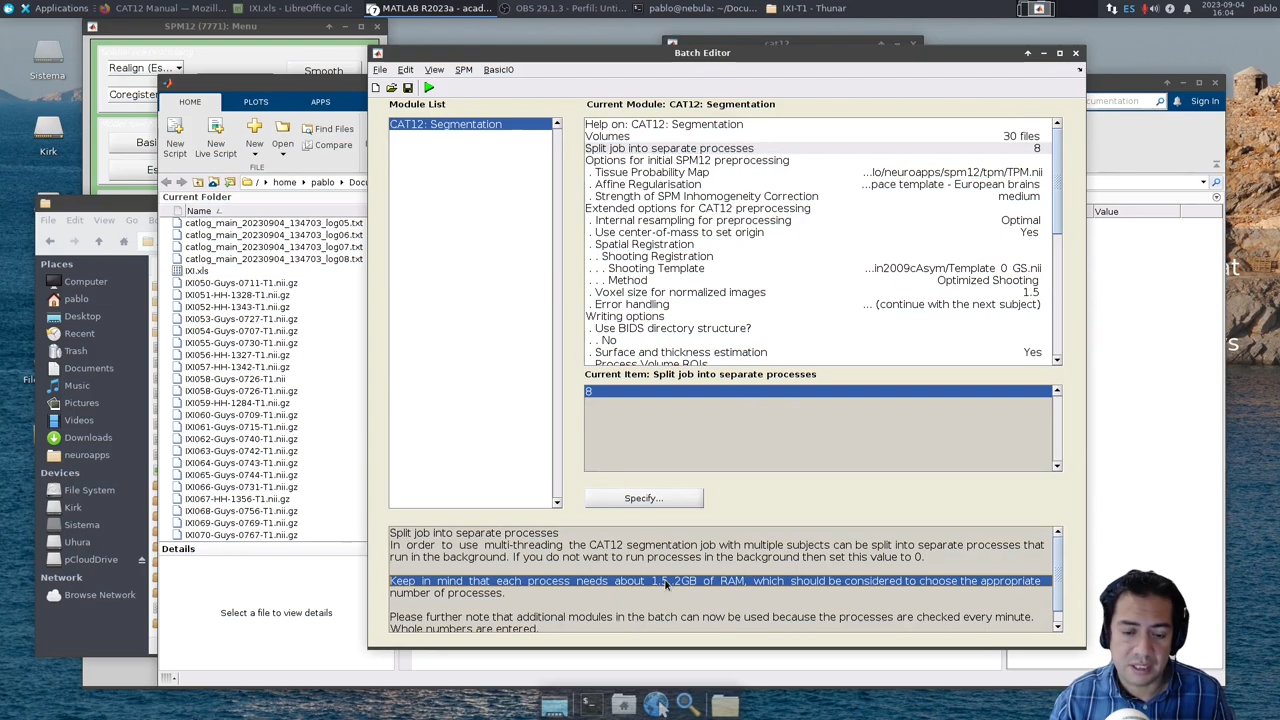 Applications
CAT12 Manual — Mozill...
IXI.xls – LibreOffice Calc
MATLAB R2023a - acad...
OBS 29.1.3 - Perfil: Unti...
pablo@nebula: ~/Docu...
IXI-T1 - Thunar
ES
2023-09-04
16:04
pablo
Sistema
SHNK
SPM12 (7771): Menu
Realign (Es...
Smooth
Coregister
Basi
Es
cat12
HOME
PLOTS
APPS
Sign In
New
Script
New
Live Script
New
Open
Find Files
Compare
FILE
/ home pablo Doc
Current Folder
Name
Value
catlog_main_20230904_134703_log05.txt
catlog_main_20230904_134703_log06.txt
catlog_main_20230904_134703_log07.txt
catlog_main_20230904_134703_log08.txt
IXI.xls
IXI050-Guys-0711-T1.nii.gz
IXI051-HH-1328-T1.nii.gz
IXI052-HH-1343-T1.nii.gz
IXI053-Guys-0727-T1.nii.gz
IXI054-Guys-0707-T1.nii.gz
IXI055-Guys-0730-T1.nii.gz
IXI056-HH-1327-T1.nii.gz
IXI057-HH-1342-T1.nii.gz
IXI058-Guys-0726-T1.nii
IXI058-Guys-0726-T1.nii.gz
IXI059-HH-1284-T1.nii.gz
IXI060-Guys-0709-T1.nii.gz
IXI061-Guys-0715-T1.nii.gz
IXI062-Guys-0740-T1.nii.gz
IXI063-Guys-0742-T1.nii.gz
IXI064-Guys-0743-T1.nii.gz
IXI065-Guys-0744-T1.nii.gz
IXI066-Guys-0731-T1.nii.gz
IXI067-HH-1356-T1.nii.gz
IXI068-Guys-0756-T1.nii.gz
IXI069-Guys-0769-T1.nii.gz
IXI070-Guys-0767-T1.nii.gz
Details
Select a file to view details
File Edit View Go
Places
Computer
pablo
Desktop
Recent
Trash
Documents
Music
Pictures
Videos
Downloads
neuroapps
Devices
File System
Kirk
Sistema
Uhura
pCloudDrive
Network
Browse Network
Batch Editor
File Edit View SPM BasicIO
Module List
CAT12: Segmentation
Current Module: CAT12: Segmentation
Help on: CAT12: Segmentation
Volumes 30 files
Split job into separate processes 8
Options for initial SPM12 preprocessing
. Tissue Probability Map ...lo/neuroapps/spm12/tpm/TPM.nii
. Affine Regularisation ...pace template - European brains
. Strength of SPM Inhomogeneity Correction medium
Extended options for CAT12 preprocessing
. Internal resampling for preprocessing Optimal
. Use center-of-mass to set origin Yes
. Spatial Registration
. . Shooting Registration
. . . Shooting Template ...in2009cAsym/Template_0_GS.nii
. . . Method Optimized Shooting
. . Voxel size for normalized images 1.5
. . Error handling ... (continue with the next subject)
Writing options
. Use BIDS directory structure?
. . No
. Surface and thickness estimation Yes
. Process Volume ROIs
Current Item: Split job into separate processes
8
Specify...
Split job into separate processes
In order to use multi-threading the CAT12 segmentation job with multiple subjects can be split into separate processes that
run in the background. If you do not want to run processes in the background then set this value to 0.
Keep in mind that each process needs about 1.5..2GB of RAM, which should be considered to choose the appropriate
number of processes.
Please further note that additional modules in the batch can now be used because the processes are checked every minute.
Whole numbers are entered.